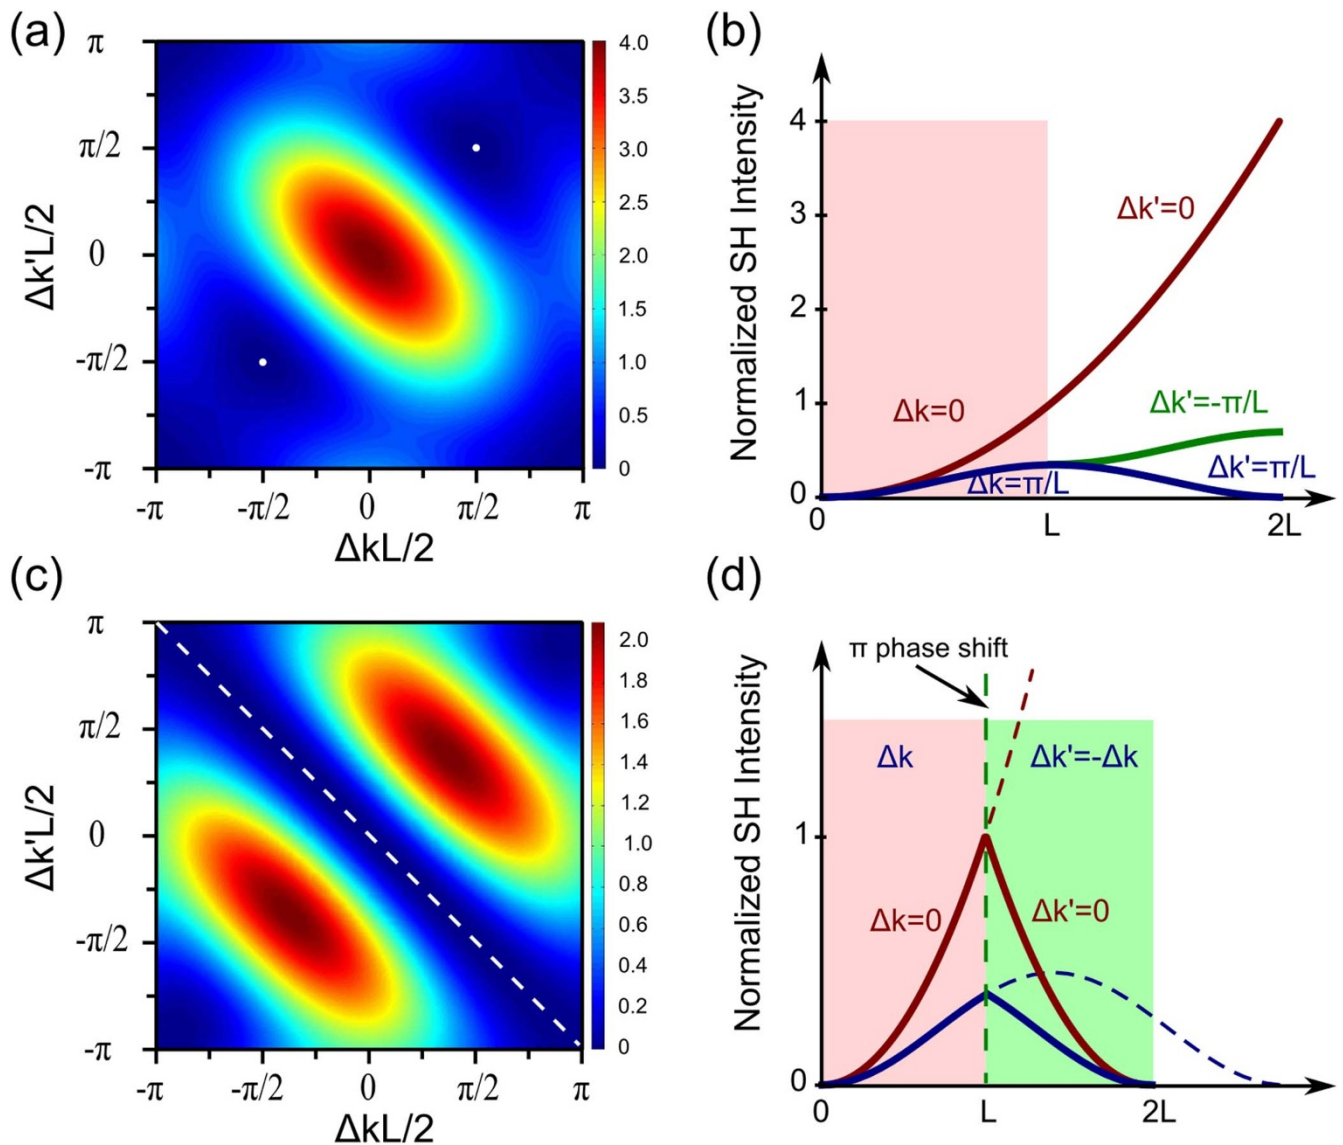 (a)
π
π/2
0
-π/2
-π
Δk'L/2
-π
-π/2
0
π/2
π
ΔkL/2
4.0
3.5
3.0
2.5
2.0
1.5
1.0
0.5
0
(b)
Normalized SH Intensity
4
3
2
1
0
Δk'=0
Δk=0
Δk'=-π/L
Δk'=π/L
Δk=π/L
0
L
2L
(c)
π
π/2
0
-π/2
-π
Δk'L/2
-π
-π/2
0
π/2
π
ΔkL/2
2.0
1.8
1.6
1.4
1.2
1.0
0.8
0.6
0.4
0.2
0
(d)
π phase shift
Normalized SH Intensity
Δk
Δk'=-Δk
1
Δk=0
Δk'=0
0
0
L
2L